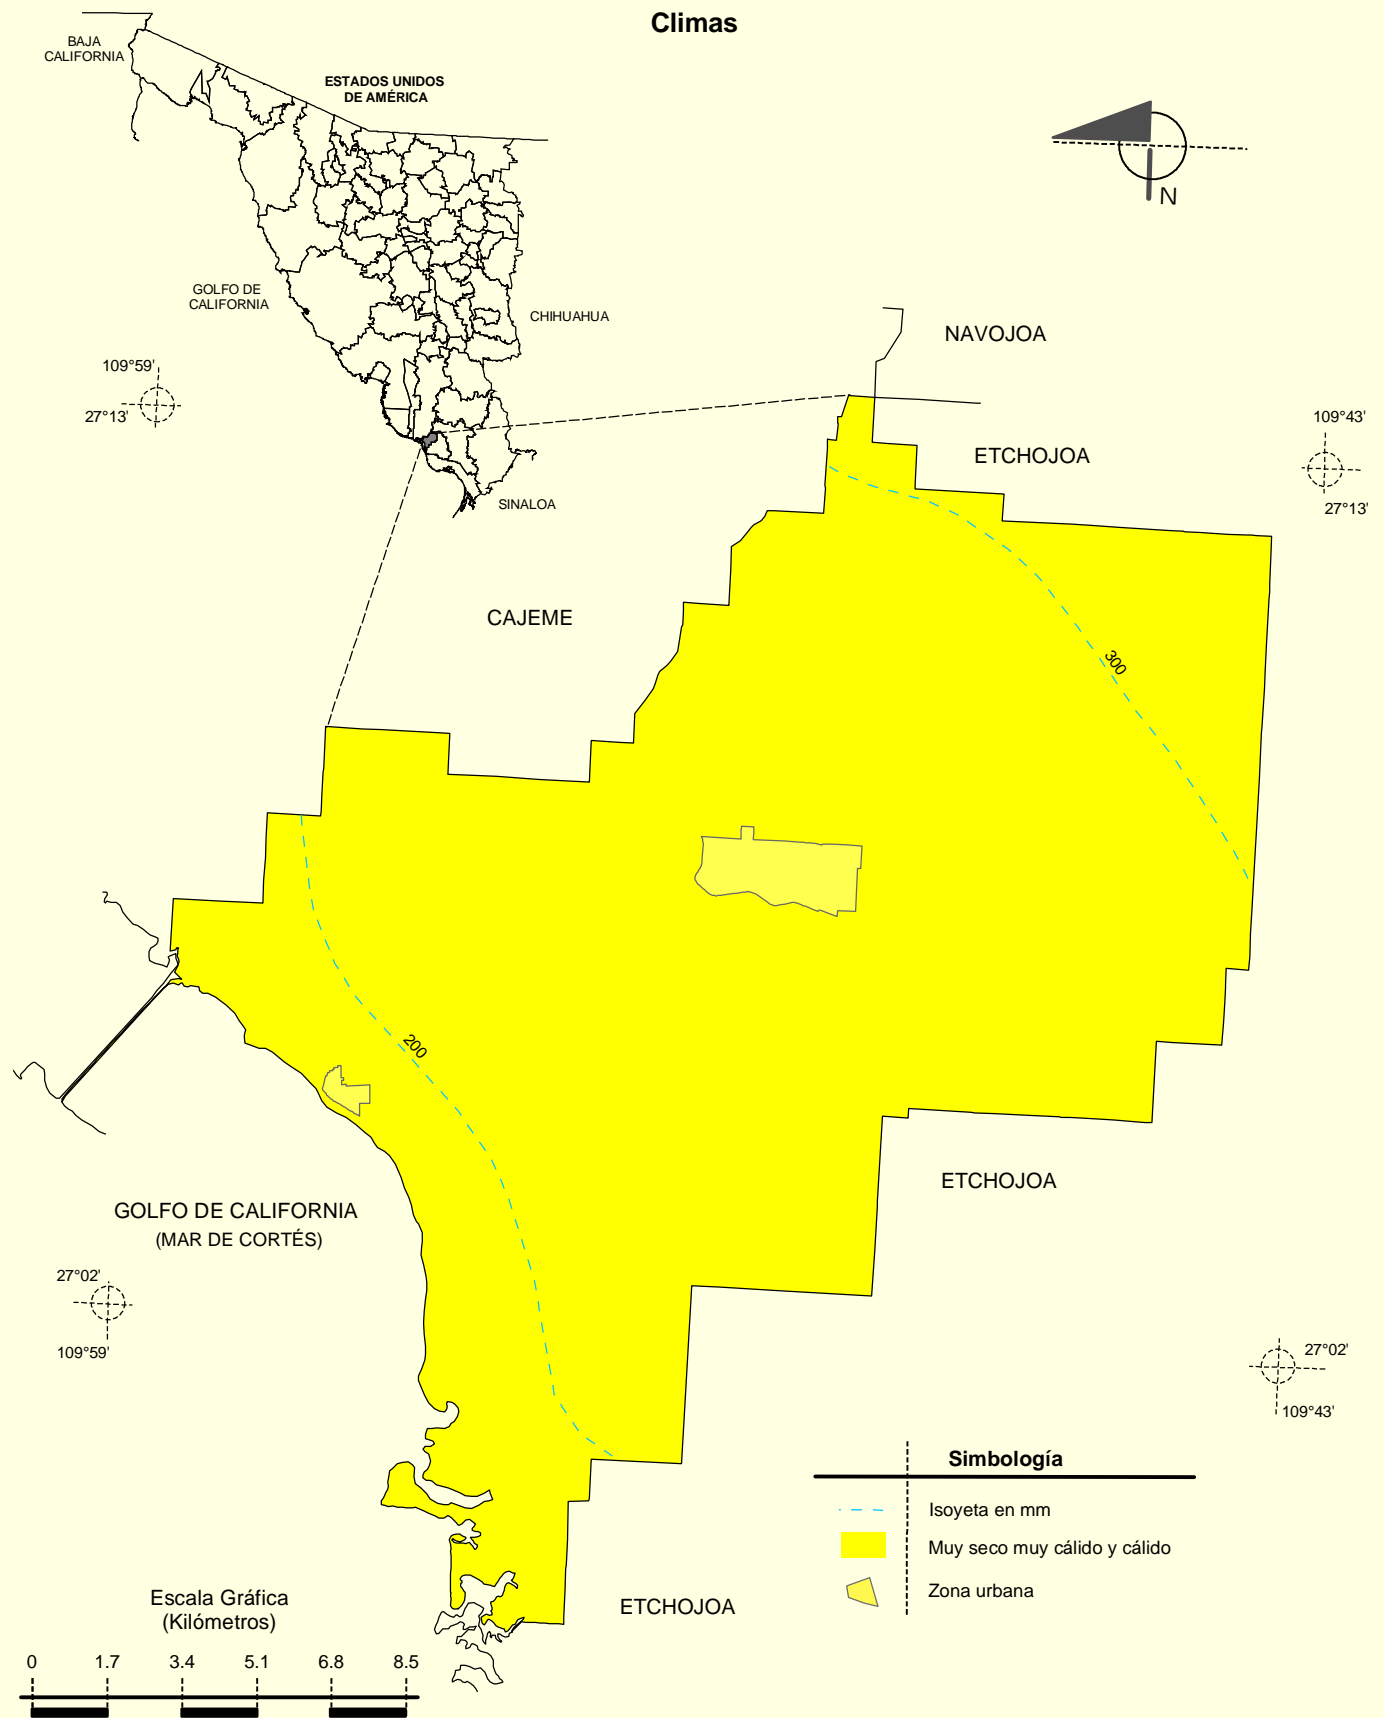 Climas
BAJA
CALIFORNIA
ESTADOS UNIDOS
DE AMÉRICA
N
GOLFO DE
CALIFORNIA
CHIHUAHUA
NAVOJOA
109°59'
27°13'
109°43'
ETCHOJOA
27°13'
SINALOA
CAJEME
300
200
ETCHOJOA
GOLFO DE CALIFORNIA
(MAR DE CORTÉS)
27°02'
109°59'
27°02'
109°43'
Simbología
Isoyeta en mm
Muy seco muy cálido y cálido
Zona urbana
ETCHOJOA
Escala Gráfica
(Kilómetros)
0 1.7 3.4 5.1 6.8 8.5